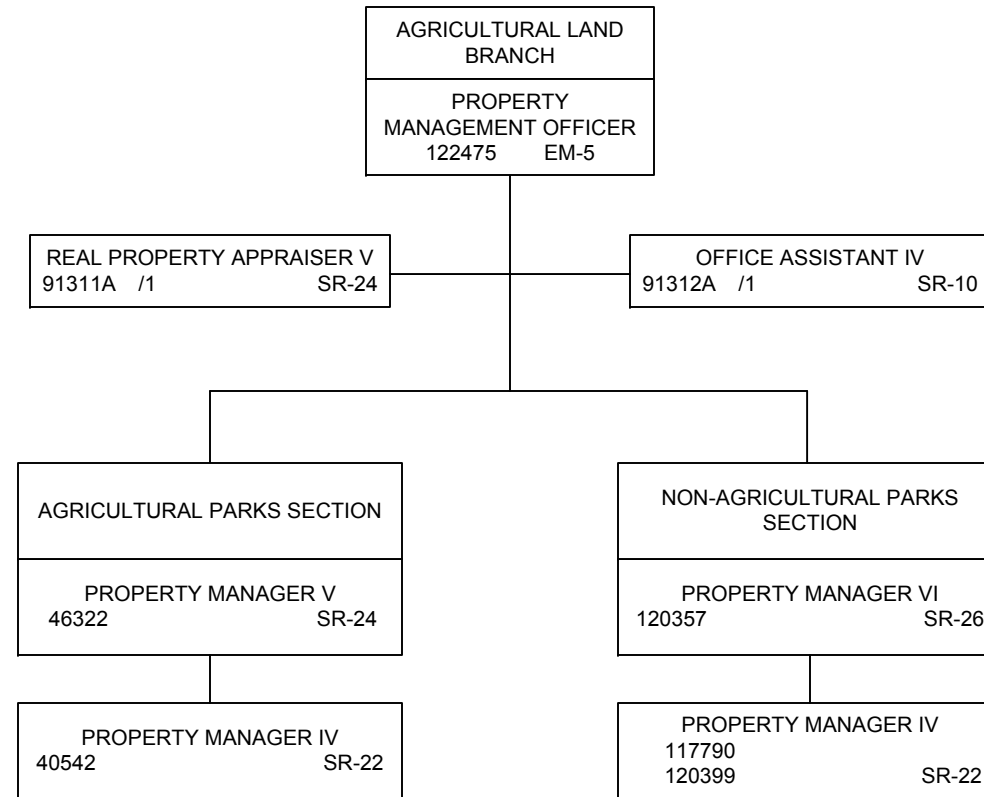 AGRICULTURAL LAND
BRANCH
PROPERTY
MANAGEMENT OFFICER
122475 EM-5
REAL PROPERTY APPRAISER V
91311A /1 SR-24
OFFICE ASSISTANT IV
91312A /1 SR-10
AGRICULTURAL PARKS SECTION
PROPERTY MANAGER V
46322 SR-24
PROPERTY MANAGER IV
40542 SR-22
NON-AGRICULTURAL PARKS
SECTION
PROPERTY MANAGER VI
120357 SR-26
PROPERTY MANAGER IV
117790
120399 SR-22